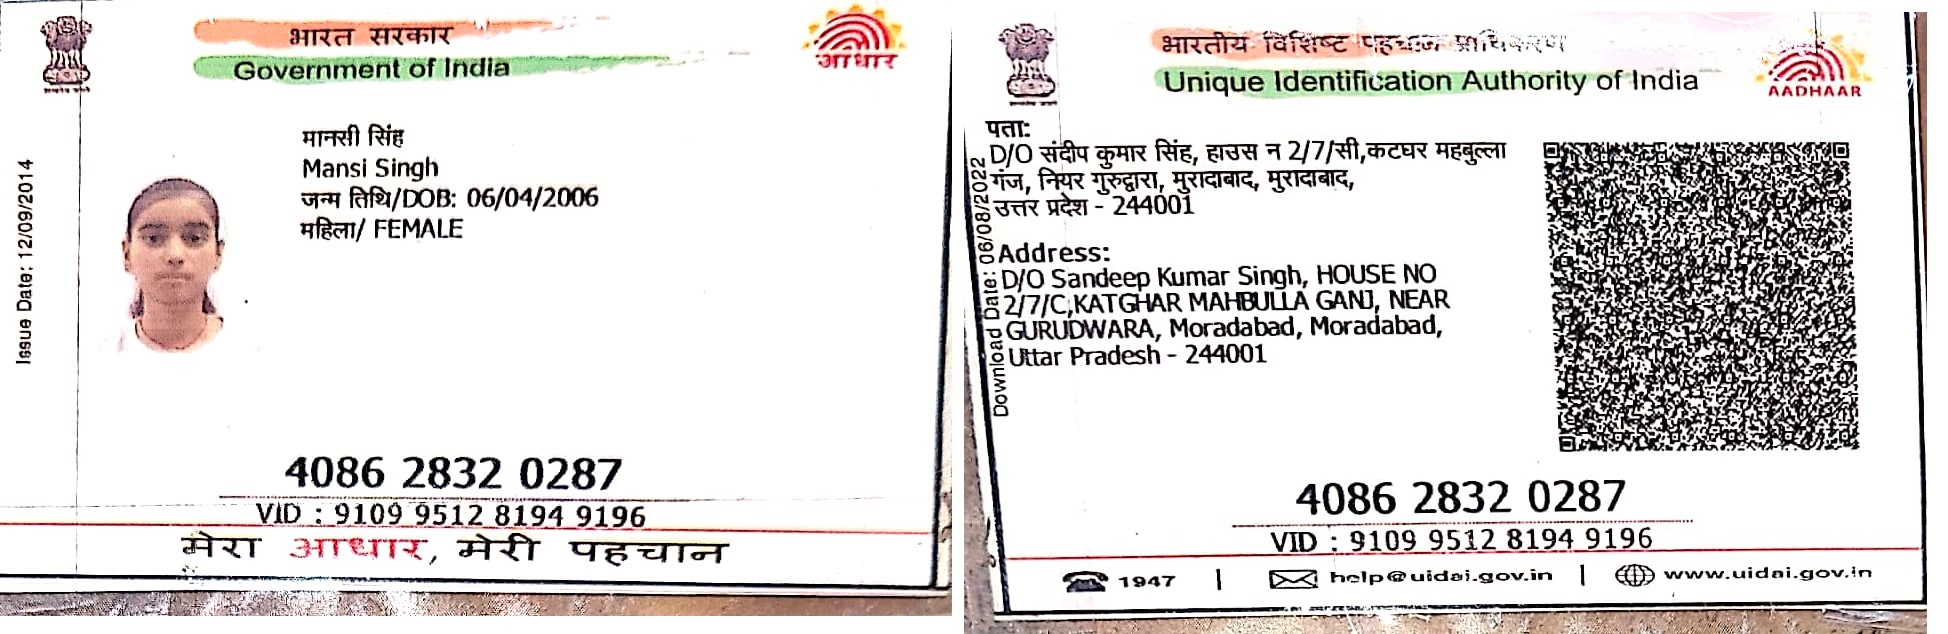 भारत सरकार
Government of India
आधार
Issue Date: 12/09/2014
मानसी सिंह
Mansi Singh
जन्म तिथि/DOB: 06/04/2006
महिला/ FEMALE
4086 2832 0287
VID : 9109 9512 8194 9196
मेरा आधार, मेरी पहचान
भारतीय विशिष्ट पहचान प्राधिकरण
Unique Identification Authority of India
AADHAAR
Download Date: 06/08/2022
पता:
D/O संदीप कुमार सिंह, हाउस न 2/7/सी,कटघर महबुल्ला
गंज, नियर गुरुद्वारा, मुरादाबाद, मुरादाबाद,
उत्तर प्रदेश - 244001
Address:
D/O Sandeep Kumar Singh, HOUSE NO
2/7/C,KATGHAR MAHBULLA GANJ, NEAR
GURUDWARA, Moradabad, Moradabad,
Uttar Pradesh - 244001
4086 2832 0287
VID : 9109 9512 8194 9196
1947 | help@uidai.gov.in | www.uidai.gov.in